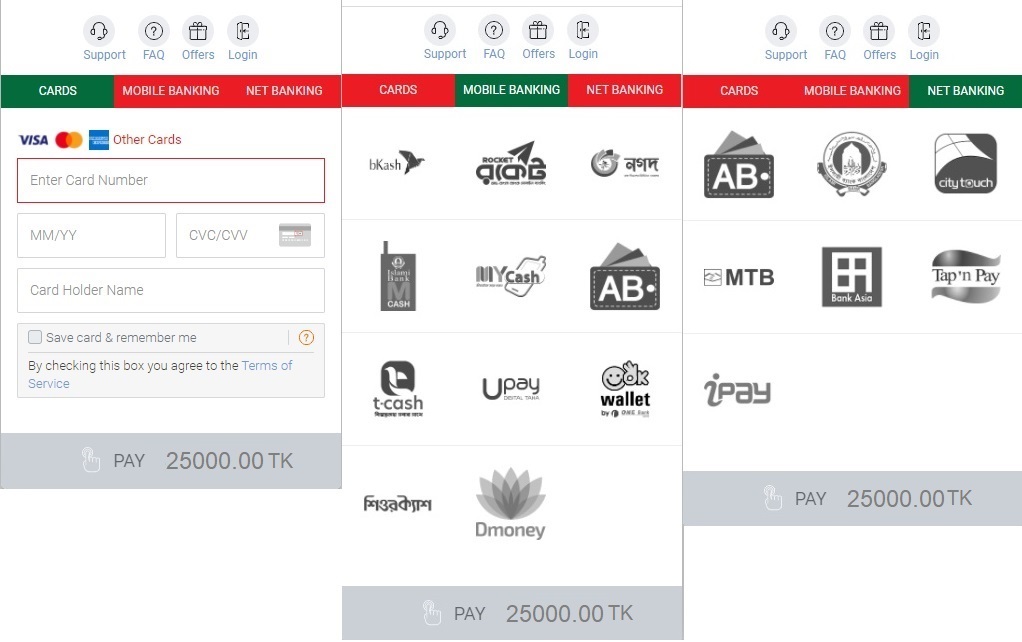 Support FAQ Offers Login
CARDS MOBILE BANKING NET BANKING
VISA Other Cards
Enter Card Number
MM/YY CVC/CVV
Card Holder Name
Save card & remember me ?
By checking this box you agree to the Terms of
Service
PAY 25000.00 TK
Support FAQ Offers Login
CARDS MOBILE BANKING NET BANKING
bKash
ROCKET
রকেট
নগদ
Islami
Bank
M
CASH
MYCash
AB
t-cash
Upay
DIGITAL TAKA
ok
wallet
by ONE Bank
শিওরক্যাশ
Dmoney
PAY 25000.00 TK
Support FAQ Offers Login
CARDS MOBILE BANKING NET BANKING
AB
city touch
MTB
Bank Asia
Tap'n Pay
iPay
PAY 25000.00 TK